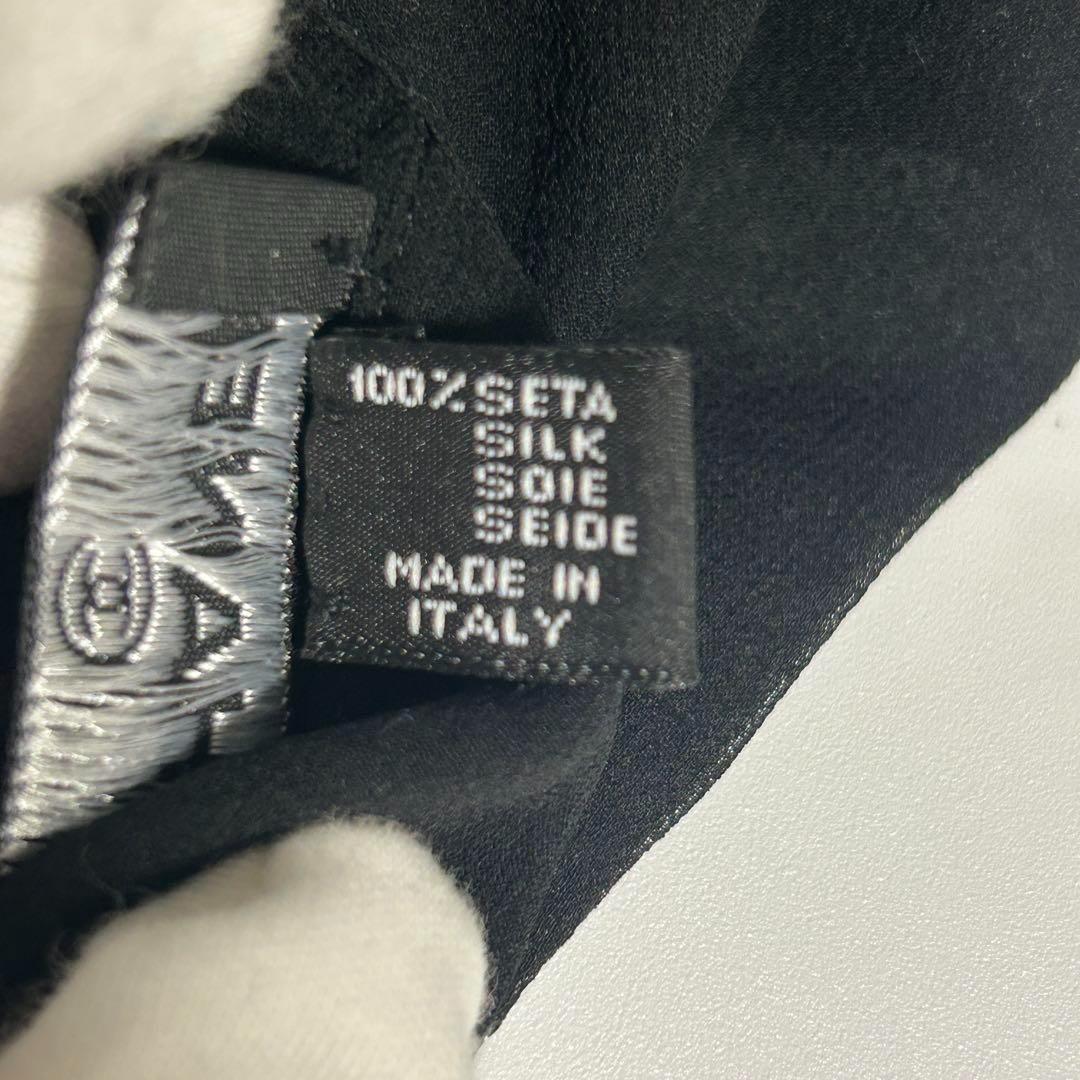 100% SETA
SILK
SOIE
SEIDE
MADE IN
ITALY